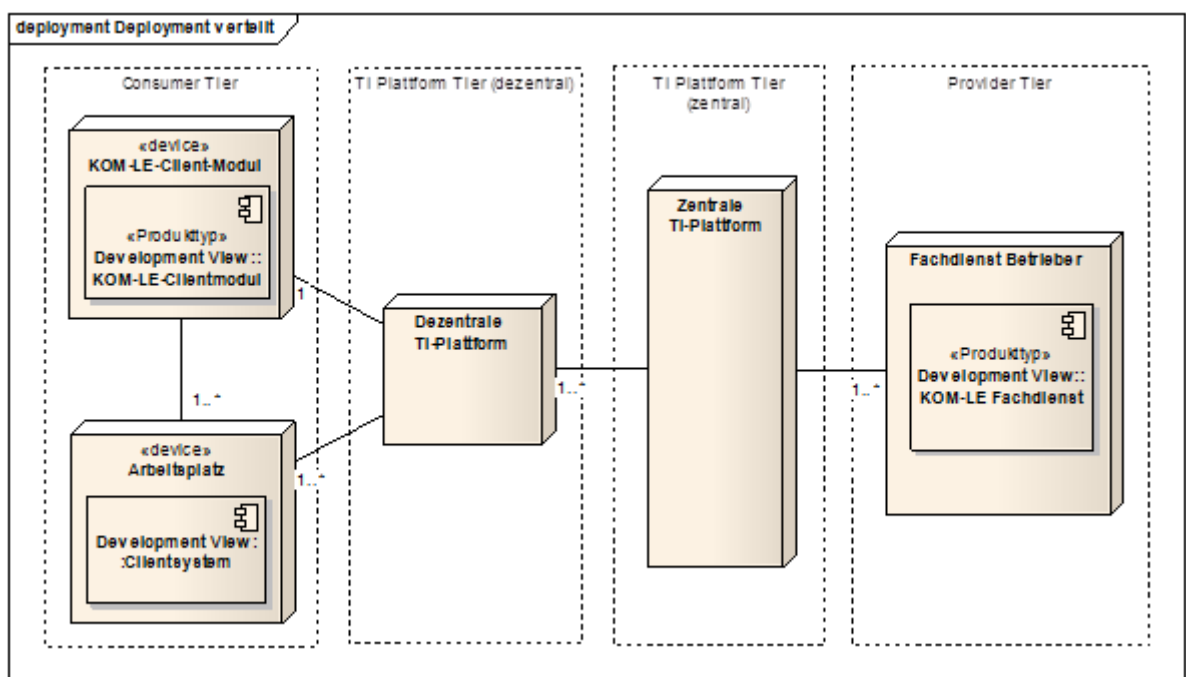 deployment Deployment verteilt
Consumer Tier
«device»
KOM-LE-Client-Modul
«Produkttyp»
Development View::
KOM-LE-Clientmodul
1
1..*
«device»
Arbeitsplatz
1..*
Development View:
:Clientsystem
TI Plattform Tier (dezentral)
Dezentrale
TI-Plattform
1..*
TI Plattform Tier
(zentral)
Zentrale
TI-Plattform
Provider Tier
Fachdienst Betrieber
1..*
«Produkttyp»
Development View::
KOM-LE Fachdienst